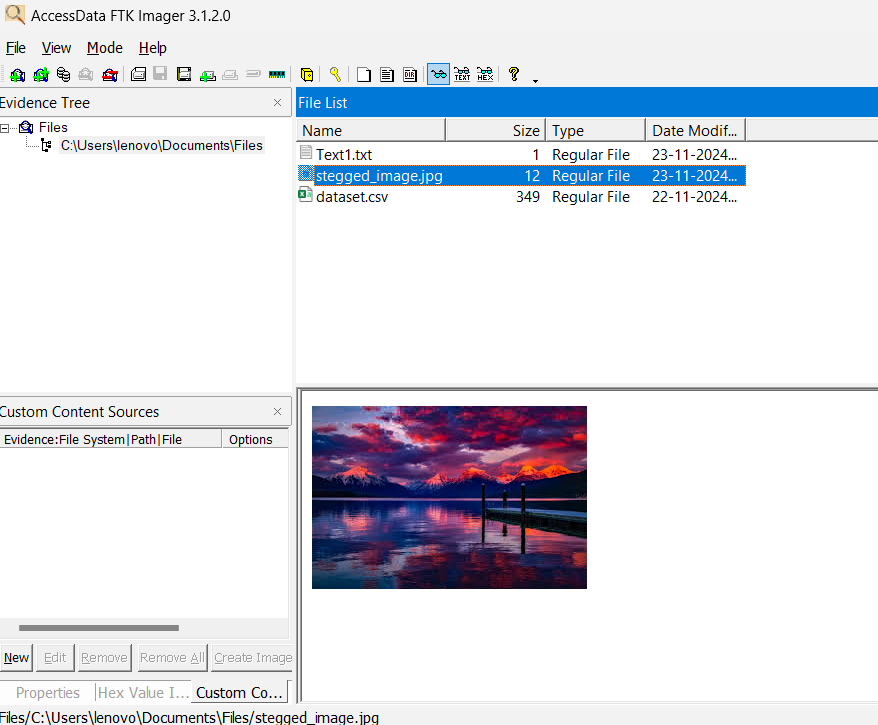 AccessData FTK Imager 3.1.2.0
File View Mode Help
Evidence Tree
Files
C:\Users\lenovo\Documents\Files
File List
Name Size Type Date Modif...
Text1.txt 1 Regular File 23-11-2024...
stegged_image.jpg 12 Regular File 23-11-2024...
dataset.csv 349 Regular File 22-11-2024...
Custom Content Sources
Evidence:File System|Path|File Options
New Edit Remove Remove All Create Image
Properties Hex Value I... Custom Co...
Files/C:\Users\lenovo\Documents\Files/stegged_image.jpg